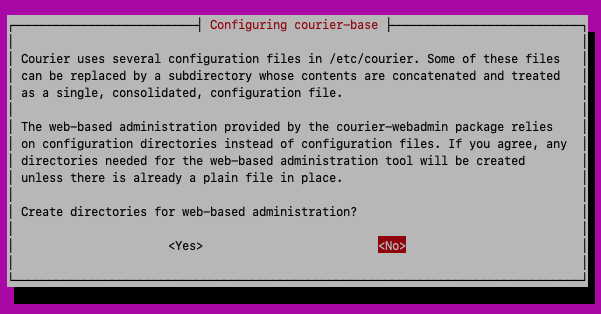 Configuring courier-base
Courier uses several configuration files in /etc/courier. Some of these files
can be replaced by a subdirectory whose contents are concatenated and treated
as a single, consolidated, configuration file.
The web-based administration provided by the courier-webadmin package relies
on configuration directories instead of configuration files. If you agree, any
directories needed for the web-based administration tool will be created
unless there is already a plain file in place.
Create directories for web-based administration?
<Yes> <No>